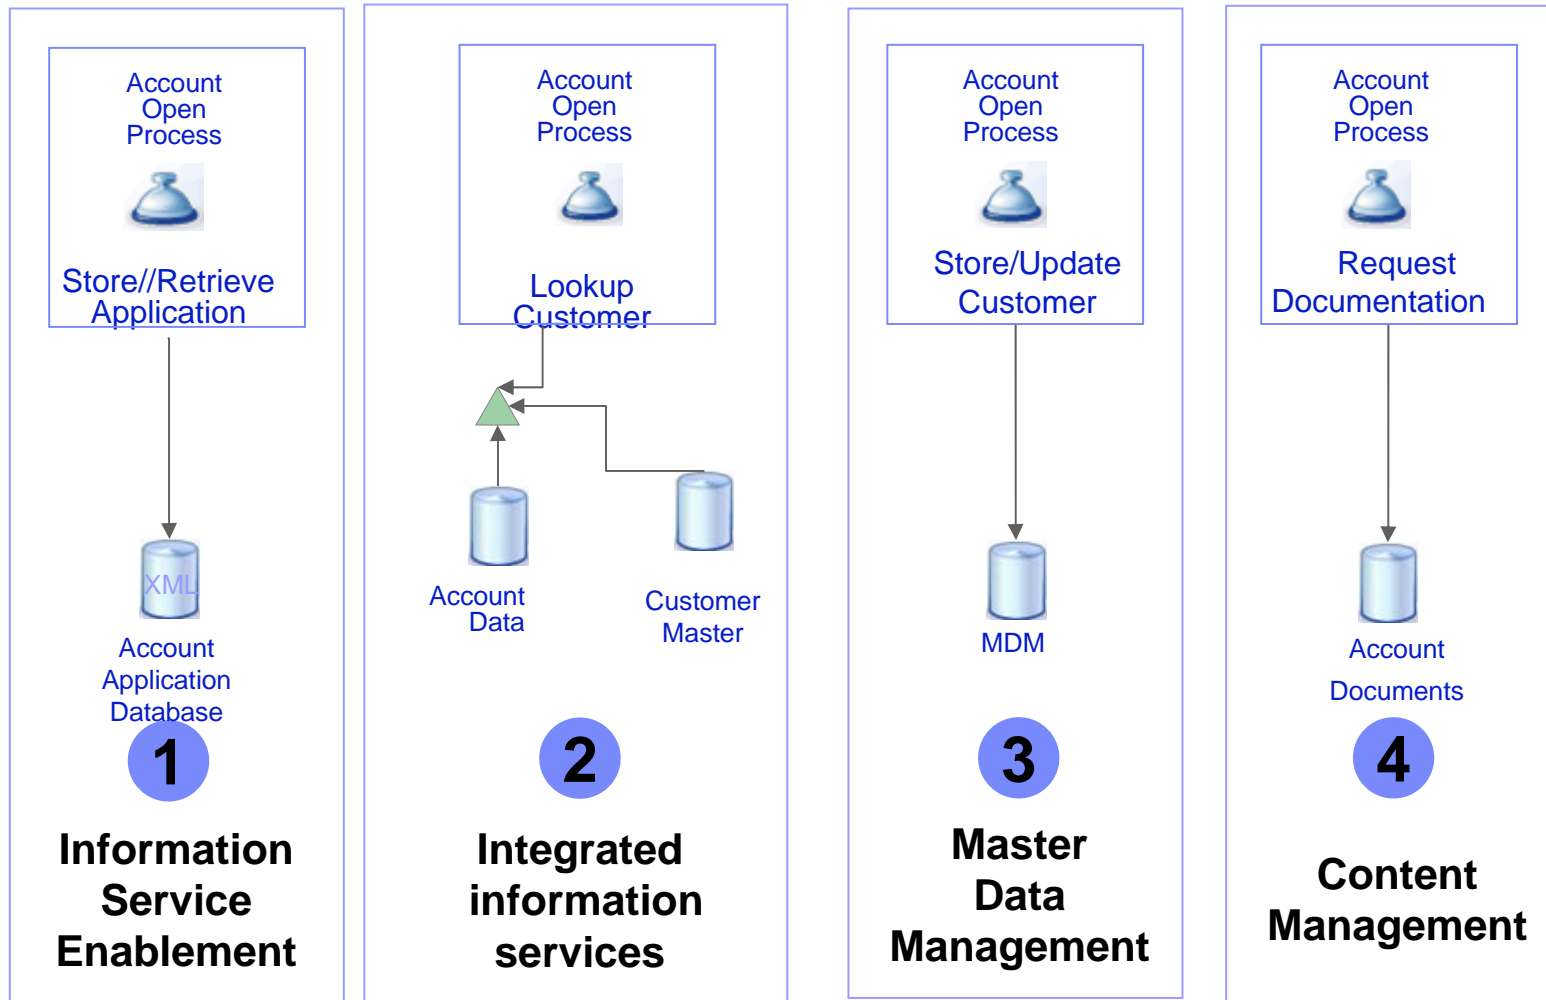 Account
Open
Process
Store//Retrieve
Application
XML
Account
Application
Database
1
Information
Service
Enablement
Account
Open
Process
Lookup
Customer
Account
Data
Customer
Master
2
Integrated
information
services
Account
Open
Process
Store/Update
Customer
MDM
3
Master
Data
Management
Account
Open
Process
Request
Documentation
Account
Documents
4
Content
Management